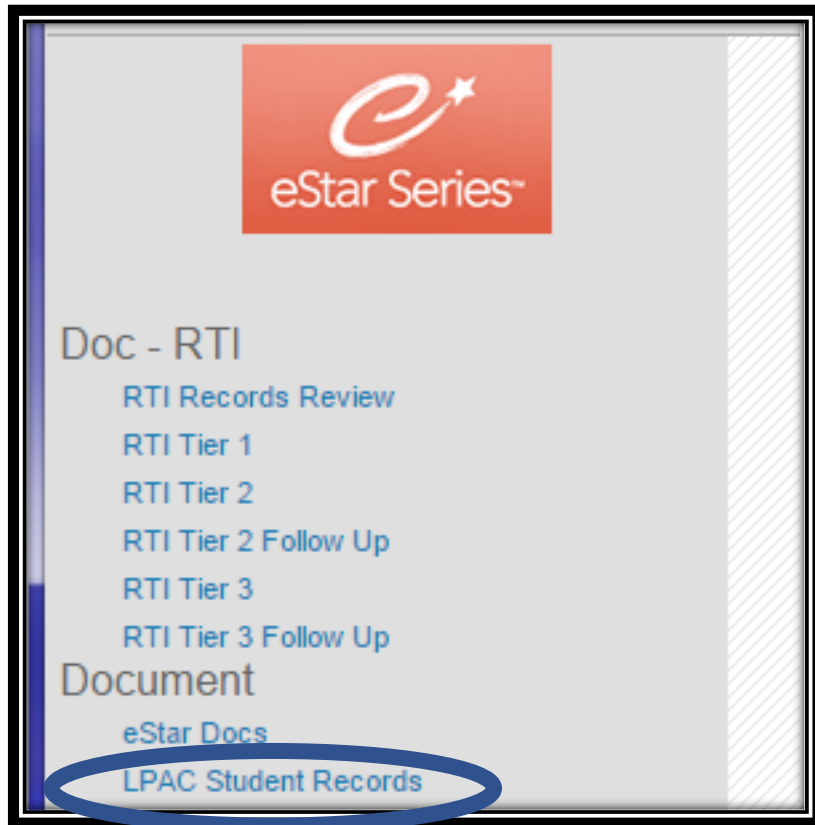 eStar Series™
Doc - RTI
RTI Records Review
RTI Tier 1
RTI Tier 2
RTI Tier 2 Follow Up
RTI Tier 3
RTI Tier 3 Follow Up
Document
eStar Docs
LPAC Student Records